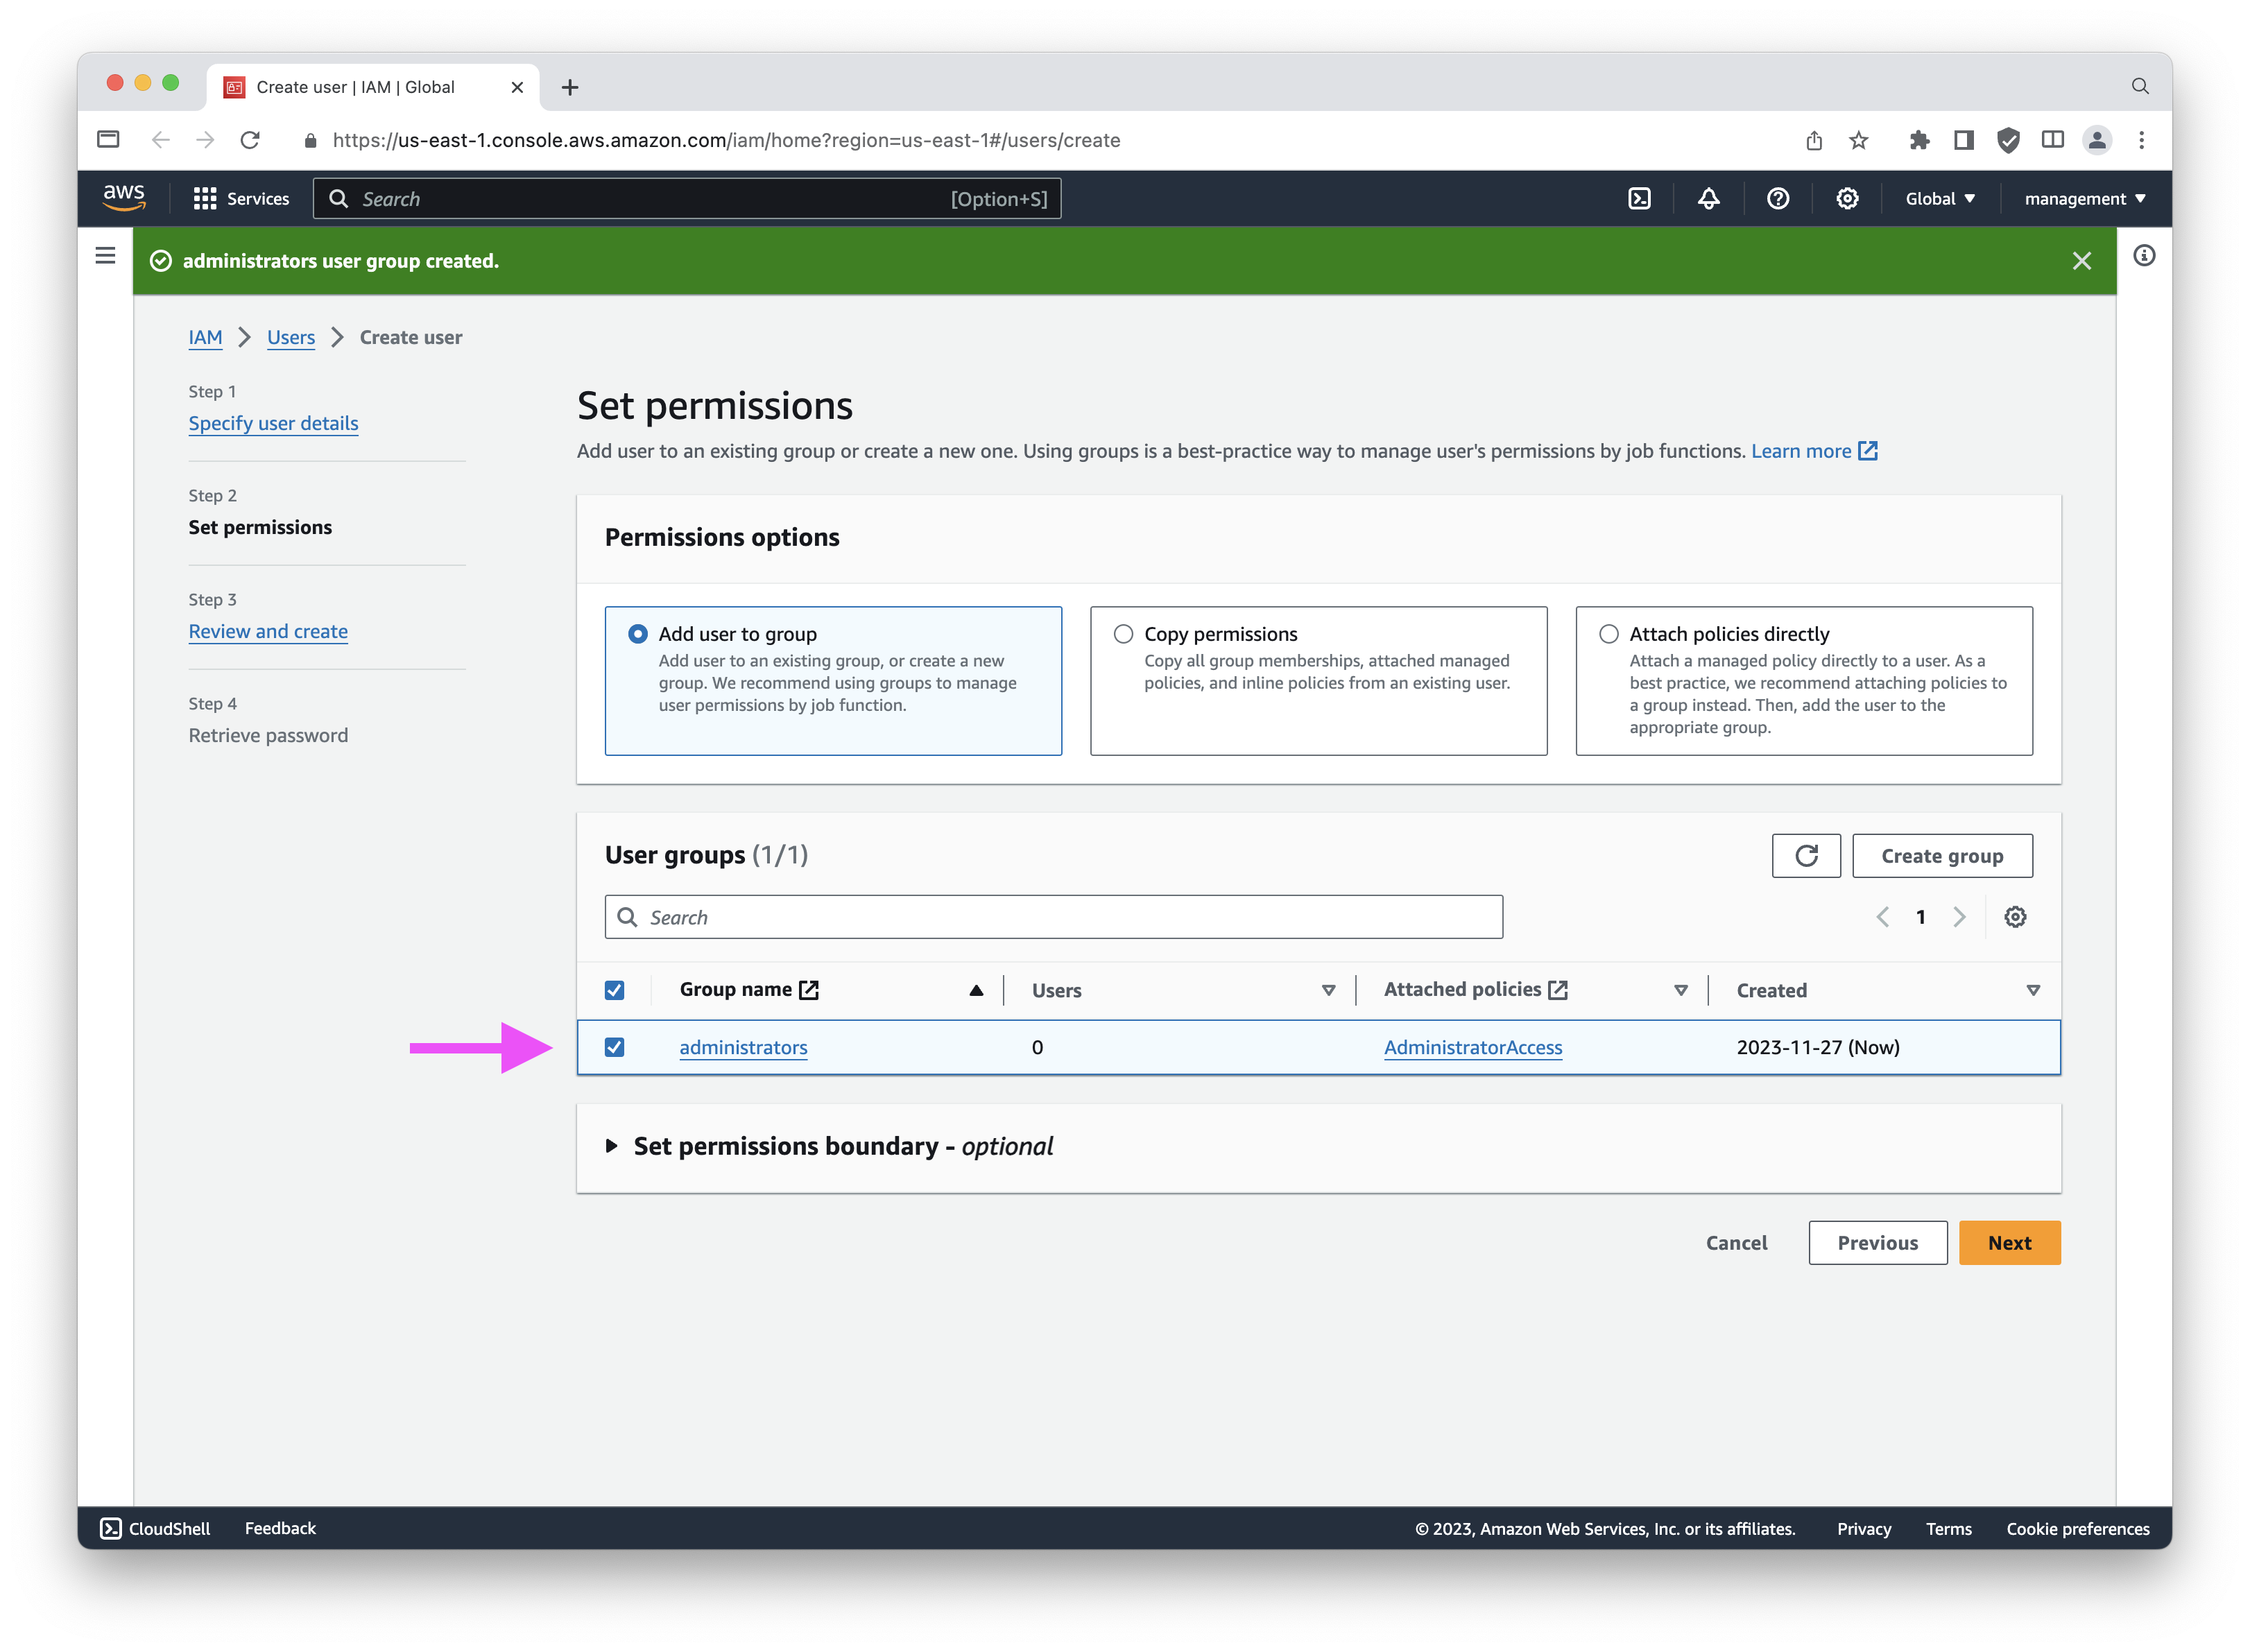 Create user | IAM | Global
https://us-east-1.console.aws.amazon.com/iam/home?region=us-east-1#/users/create
aws
Services
Search
[Option+S]
Global
management
administrators user group created.
IAM
Users
Create user
Step 1
Specify user details
Step 2
Set permissions
Step 3
Review and create
Step 4
Retrieve password
Set permissions
Add user to an existing group or create a new one. Using groups is a best-practice way to manage user's permissions by job functions. Learn more
Permissions options
Add user to group
Add user to an existing group, or create a new
group. We recommend using groups to manage
user permissions by job function.
Copy permissions
Copy all group memberships, attached managed
policies, and inline policies from an existing user.
Attach policies directly
Attach a managed policy directly to a user. As a
best practice, we recommend attaching policies to
a group instead. Then, add the user to the
appropriate group.
User groups (1/1)
Create group
Search
1
Group name
Users
Attached policies
Created
administrators
0
AdministratorAccess
2023-11-27 (Now)
Set permissions boundary - optional
Cancel
Previous
Next
CloudShell
Feedback
© 2023, Amazon Web Services, Inc. or its affiliates.
Privacy
Terms
Cookie preferences